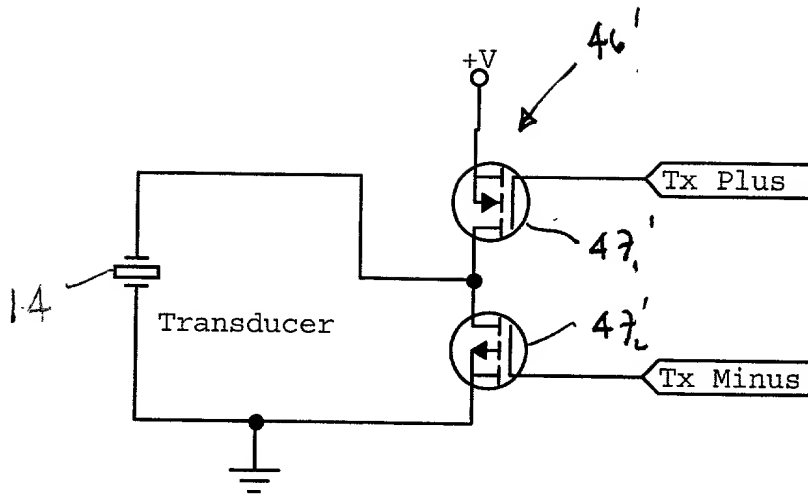 46'
+V
Tx Plus
47₁'
14
Transducer
47₂'
Tx Minus